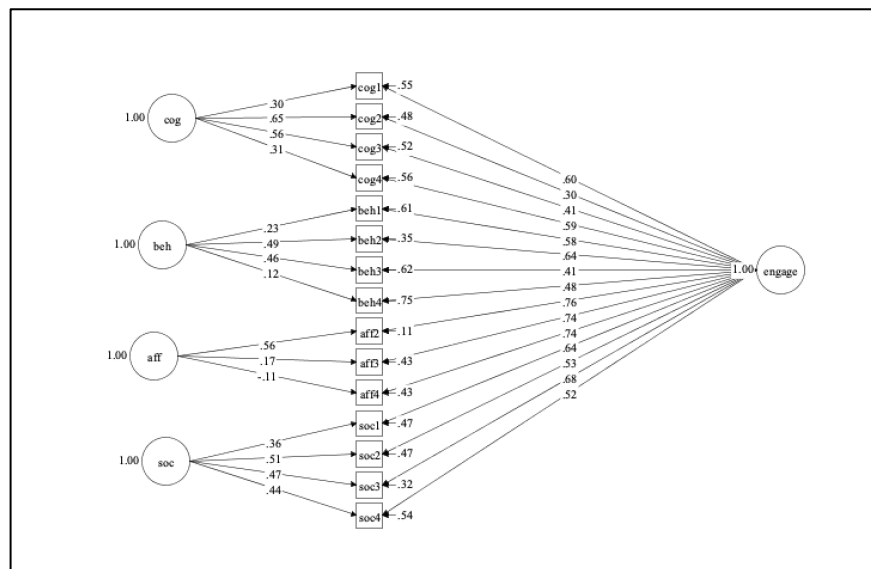 cog1 .55
.30
1.00 cog
.65 cog2 .48
.56 cog3 .52
.31
cog4 .56 .60
.30
beh1 .61 .41
.23 .59
1.00 beh .49 beh2 .35 .58
.46 .64
beh3 .62 .41 1.00 engage
.12 .48
beh4 .75 .76
.56 aff2 .11 .74
1.00 aff .17 aff3 .43 .74
-.11 .64
aff4 .43 .53
.68
soc1 .47 .52
.36
1.00 soc .51 soc2 .47
.47 soc3 .32
.44
soc4 .54